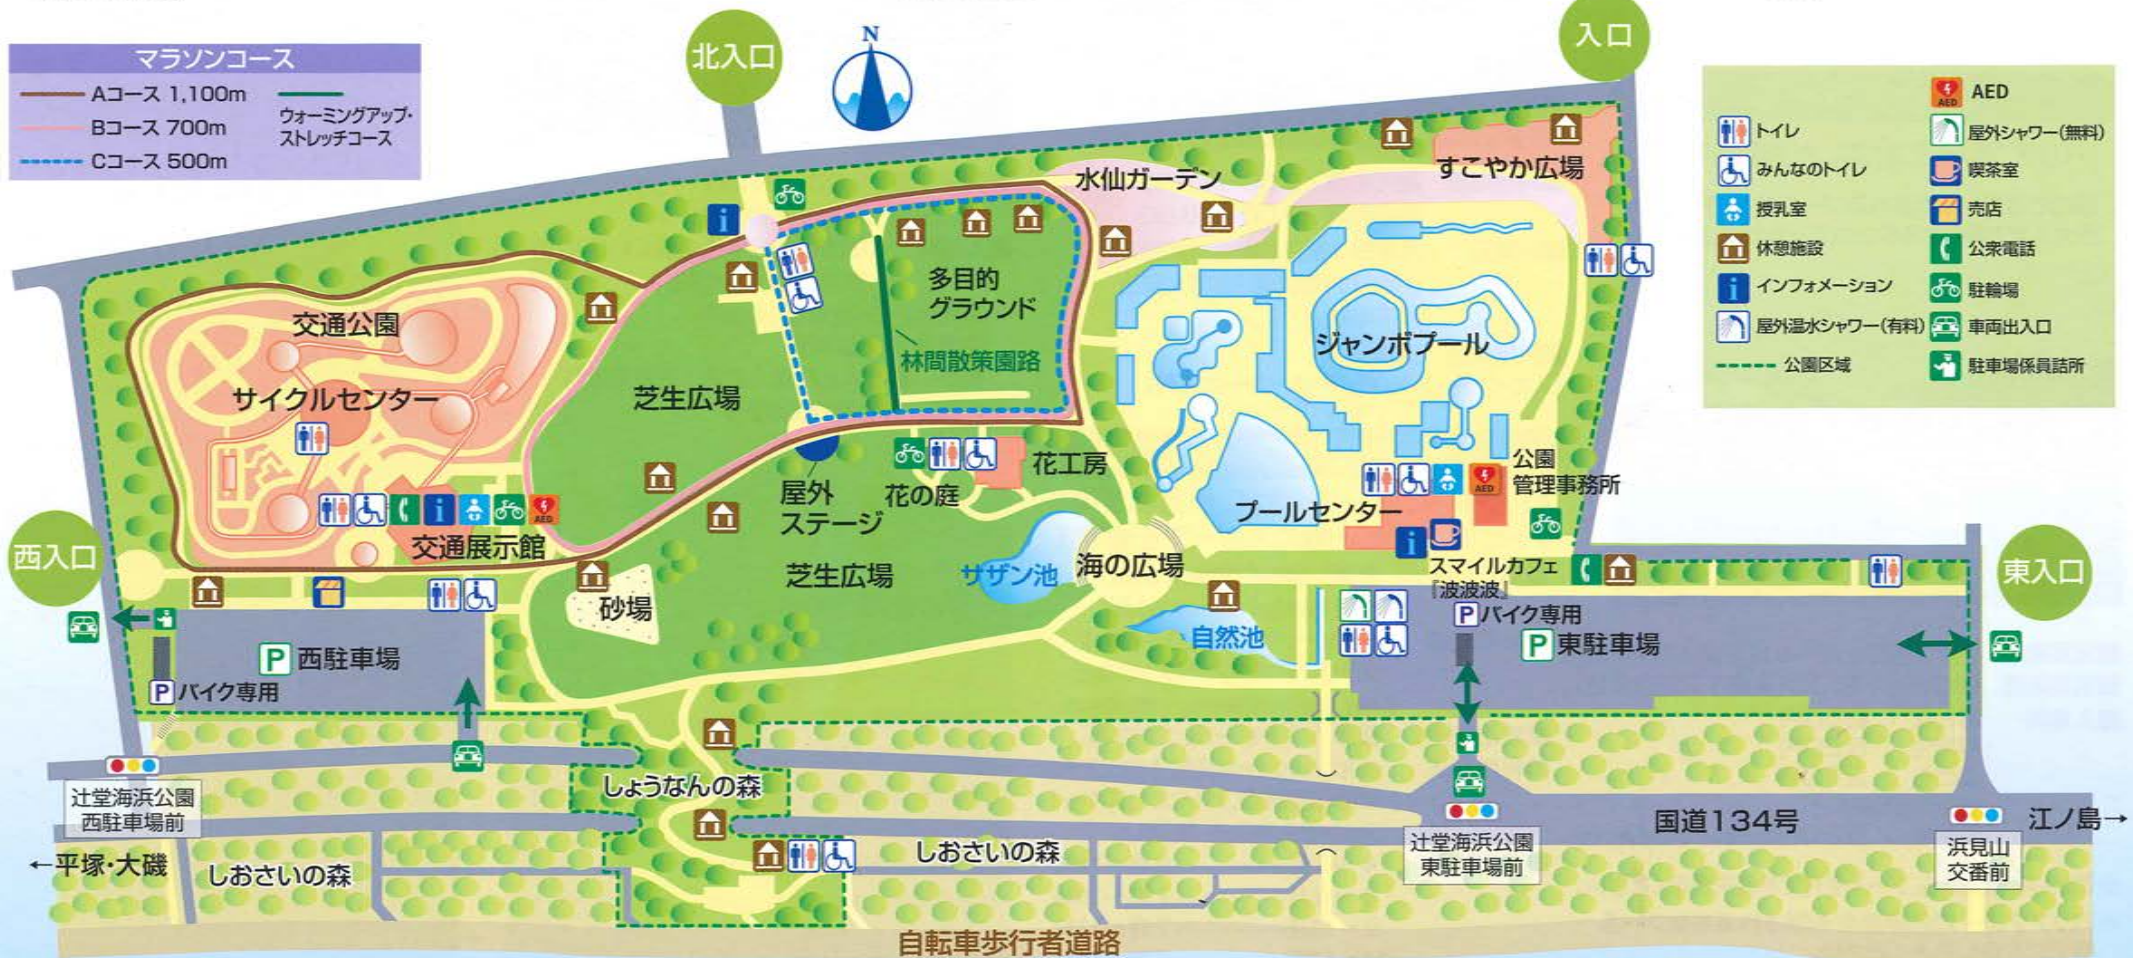 マラソンコース
Aコース 1,100m
Bコース 700m
Cコース 500m
ウォーミングアップ・
ストレッチコース
北入口
N
入口
AED
AED
トイレ
屋外シャワー(無料)
みんなのトイレ
喫茶室
授乳室
売店
休憩施設
公衆電話
i
インフォメーション
駐輪場
屋外温水シャワー(有料)
車両出入口
公園区域
駐車場係員詰所
すこやか広場
水仙ガーデン
i
多目的
グラウンド
林間散策園路
交通公園
サイクルセンター
芝生広場
ジャンボプール
花工房
花の庭
屋外
ステージ
公園
管理事務所
AED
プールセンター
i
スマイルカフェ
『波波波』
i
AED
交通展示館
芝生広場
サザン池
海の広場
自然池
砂場
西入口
東入口
P 西駐車場
P バイク専用
P バイク専用
P 東駐車場
しょうなんの森
辻堂海浜公園
西駐車場前
←平塚・大磯
しおさいの森
しおさいの森
辻堂海浜公園
東駐車場前
国道134号
浜見山
交番前
江ノ島→
自転車歩行者道路